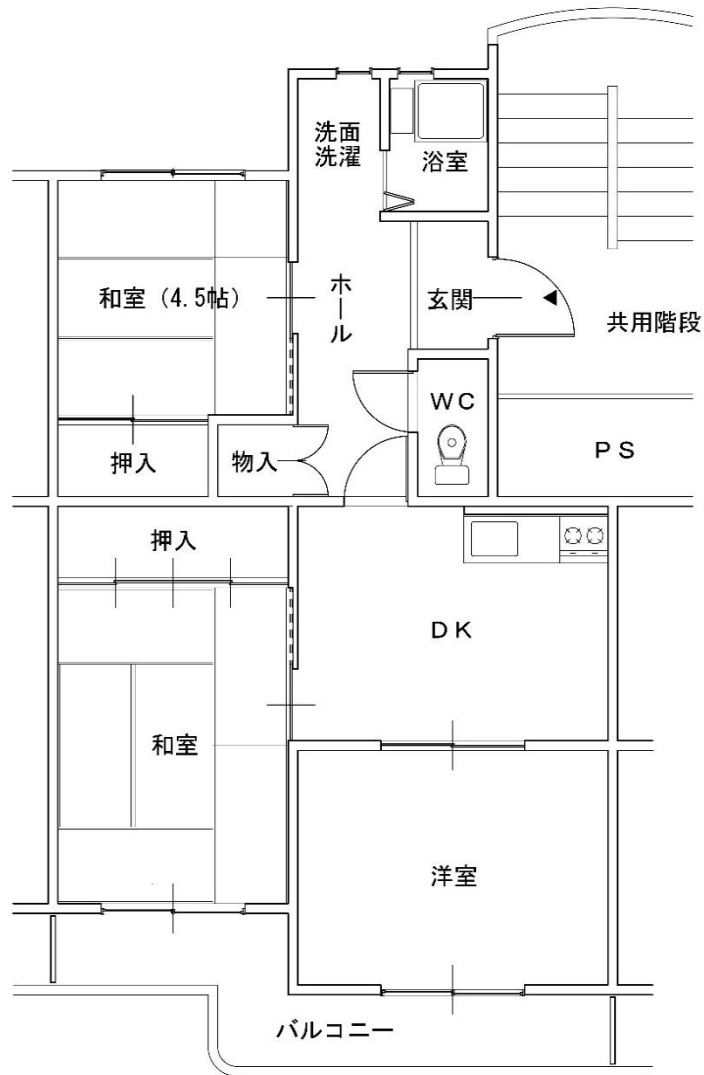 洗面
洗濯
浴室
和室（4.5帖）
ホール
玄関
共用階段
WC
押入
物入
PS
押入
DK
和室
洋室
バルコニー